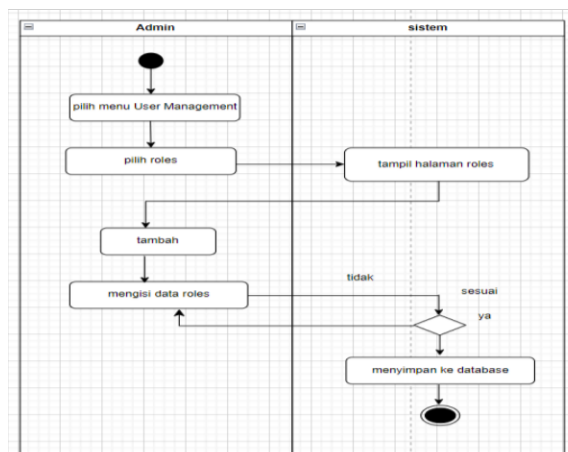 Admin
sistem
pilih menu User Management
pilih roles
tampil halaman roles
tambah
mengisi data roles
tidak
sesuai
ya
menyimpan ke database